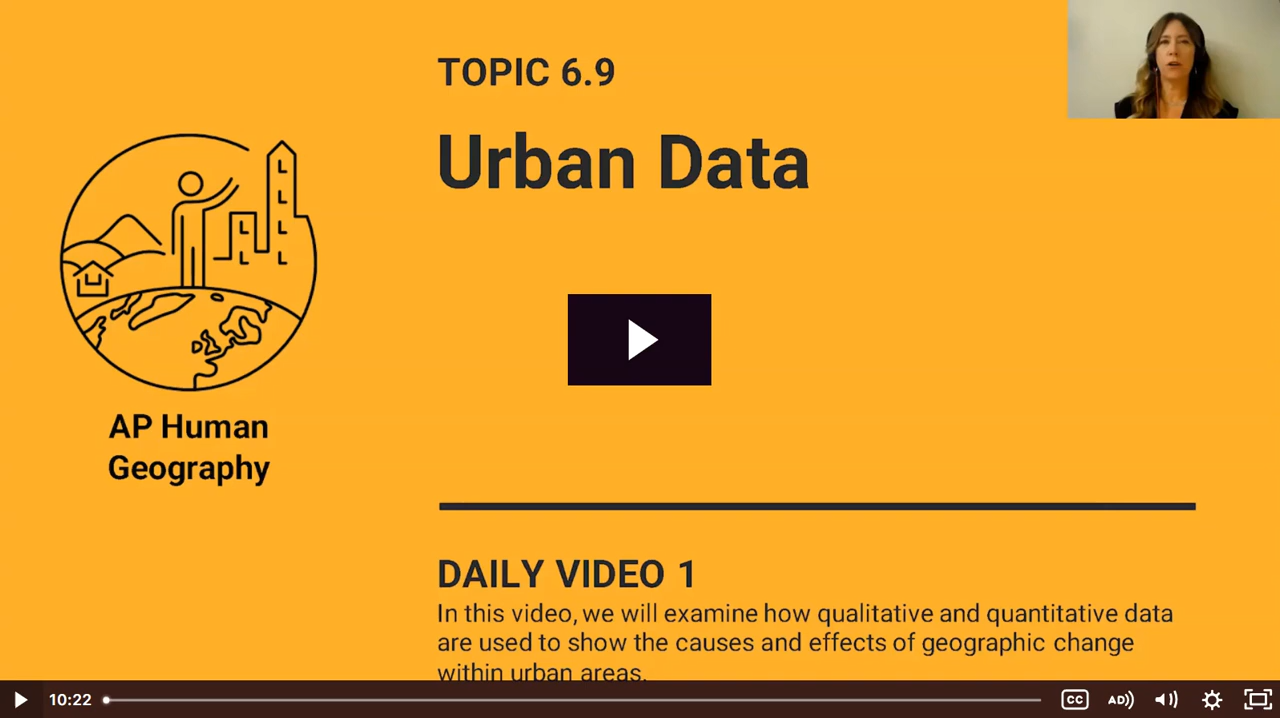 TOPIC 6.9
Urban Data
AP Human
Geography
DAILY VIDEO 1
In this video, we will examine how qualitative and quantitative data
are used to show the causes and effects of geographic change
within urban areas.
10:22
CC
AD))